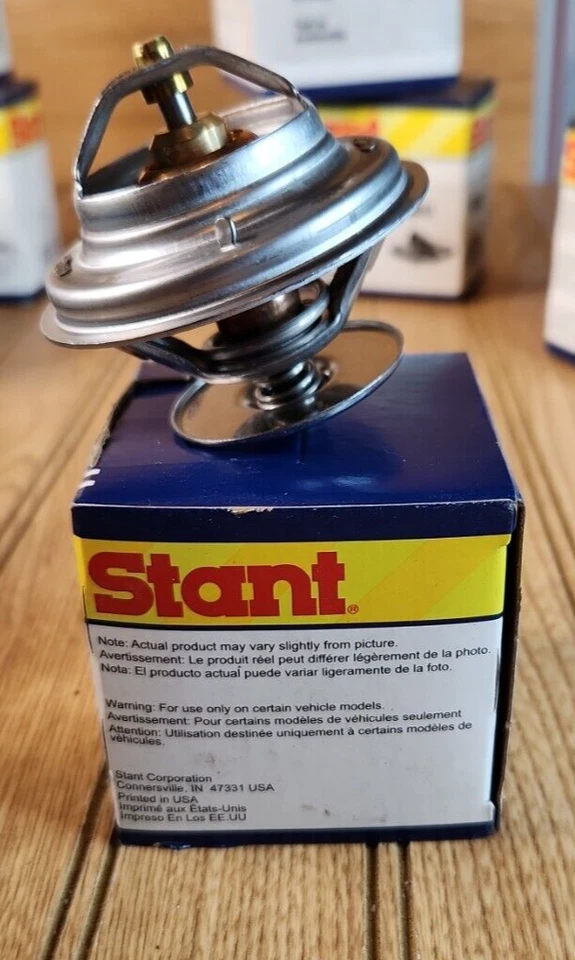 Stant
Stant®
Note: Actual product may vary slightly from picture.
Avertissement: Le produit réel peut différer légèrement de la photo.
Nota: El producto actual puede variar ligeramente de la foto.
Warning: For use only on certain vehicle models.
Avertissement: Pour certains modèles de véhicules seulement
Attention: Utilisation destinée uniquement à certains modèles de
véhicules.
Stant Corporation
Connersville, IN 47331 USA
Printed in USA
Imprimé aux États-Unis
Impreso En Los EE.UU